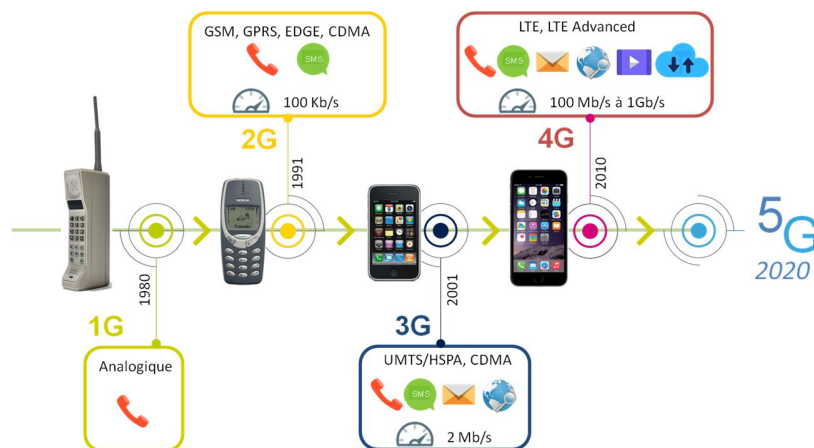 GSM, GPRS, EDGE, CDMA
SMS
100 Kb/s
2G
1991
LTE, LTE Advanced
SMS
100 Mb/s à 1Gb/s
4G
2010
NOKIA
1980
1G
Analogique
2001
3G
UMTS/HSPA, CDMA
SMS
2 Mb/s
5G
2020